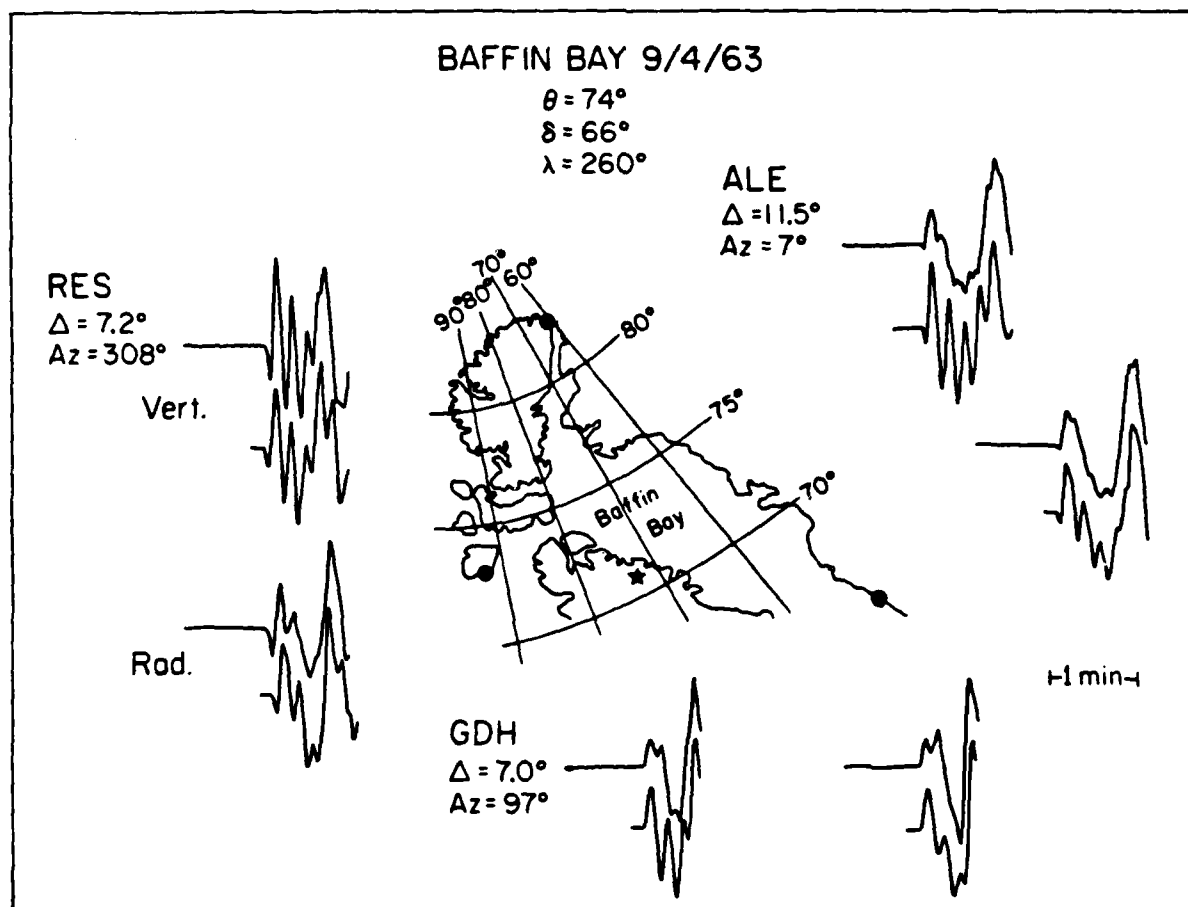 BAFFIN BAY 9/4/63
θ = 74°
δ = 66°
λ = 260°
ALE
Δ = 11.5°
Az = 7°
RES
Δ = 7.2°
Az = 308°
Vert.
Rad.
90°
80°
70°
60°
80°
75°
70°
Baffin
Bay
1 min
GDH
Δ = 7.0°
Az = 97°